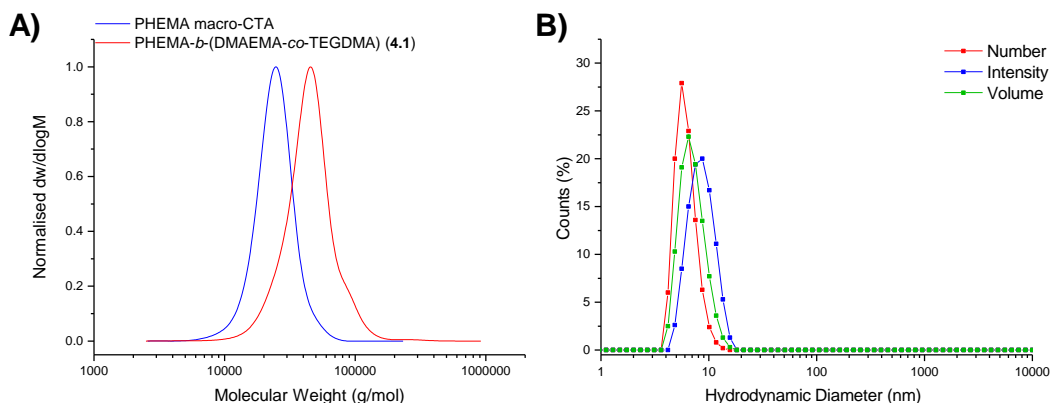 A)
PHEMA macro-CTA
PHEMA-b-(DMAEMA-co-TEGDMA) (4.1)
Normalised dw/dlogM
1.0
0.8
0.6
0.4
0.2
0.0
1000 10000 100000 1000000
Molecular Weight (g/mol)
B)
Number
Intensity
Volume
Counts (%)
30
25
20
15
10
5
0
1 10 100 1000 10000
Hydrodynamic Diameter (nm)